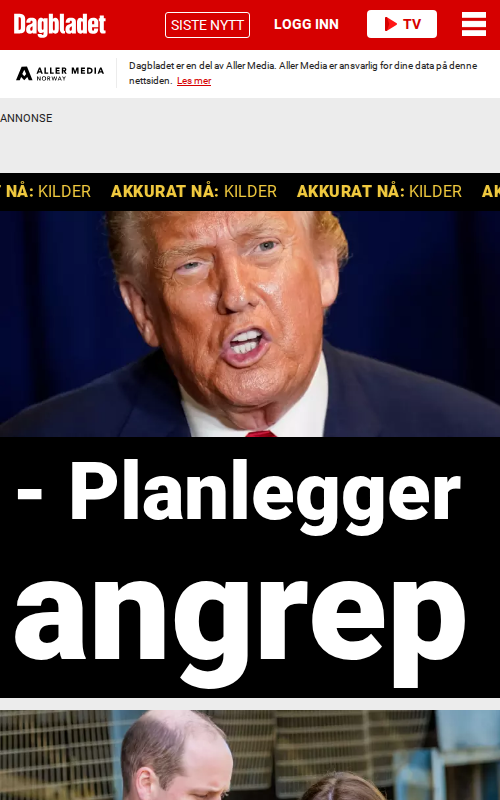 Dagbladet
SISTE NYTT
LOGG INN
TV
ALLER MEDIA
NORWAY
Dagbladet er en del av Aller Media. Aller Media er ansvarlig for dine data på denne
nettsiden. Les mer
ANNONSE
NÅ: KILDER AKKURAT NÅ: KILDER AKKURAT NÅ: KILDER
- Planlegger
angrep